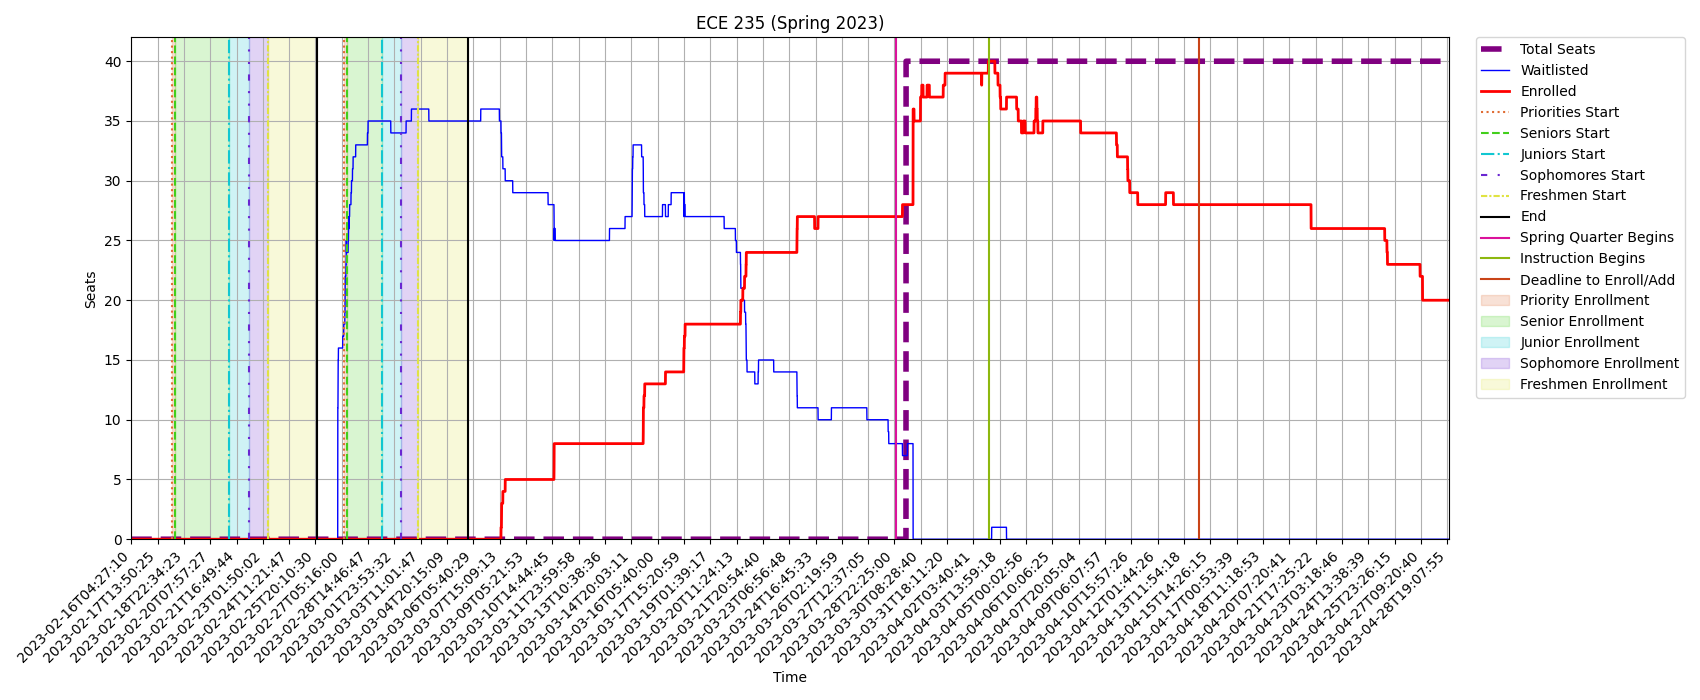 ECE 235 (Spring 2023)
Seats
40
35
30
25
20
15
10
5
0
2023-02-16T04:27:10
2023-02-17T13:50:25
2023-02-18T22:34:23
2023-02-20T07:57:27
2023-02-21T16:49:44
2023-02-23T01:50:02
2023-02-24T11:21:47
2023-02-25T20:10:30
2023-02-27T05:16:00
2023-02-28T14:46:47
2023-03-01T23:53:32
2023-03-03T11:01:47
2023-03-04T20:15:09
2023-03-06T05:40:29
2023-03-07T15:09:13
2023-03-09T05:21:53
2023-03-10T14:44:45
2023-03-11T23:59:58
2023-03-13T10:38:36
2023-03-14T20:03:11
2023-03-16T05:40:00
2023-03-17T15:20:59
2023-03-19T01:39:17
2023-03-20T11:24:13
2023-03-21T20:54:40
2023-03-23T06:56:48
2023-03-24T16:45:33
2023-03-26T02:19:59
2023-03-27T12:37:05
2023-03-28T22:25:00
2023-03-30T08:28:40
2023-03-31T18:11:20
2023-04-02T03:40:41
2023-04-03T13:59:18
2023-04-05T00:02:56
2023-04-06T10:06:25
2023-04-07T20:05:04
2023-04-09T06:07:57
2023-04-10T15:57:26
2023-04-12T01:44:26
2023-04-13T11:54:18
2023-04-15T14:26:15
2023-04-17T00:53:39
2023-04-18T11:18:53
2023-04-20T07:20:41
2023-04-21T17:25:22
2023-04-23T03:18:46
2023-04-24T13:38:39
2023-04-25T23:26:15
2023-04-27T09:20:40
2023-04-28T19:07:55
Time
Total Seats
Waitlisted
Enrolled
Priorities Start
Seniors Start
Juniors Start
Sophomores Start
Freshmen Start
End
Spring Quarter Begins
Instruction Begins
Deadline to Enroll/Add
Priority Enrollment
Senior Enrollment
Junior Enrollment
Sophomore Enrollment
Freshmen Enrollment